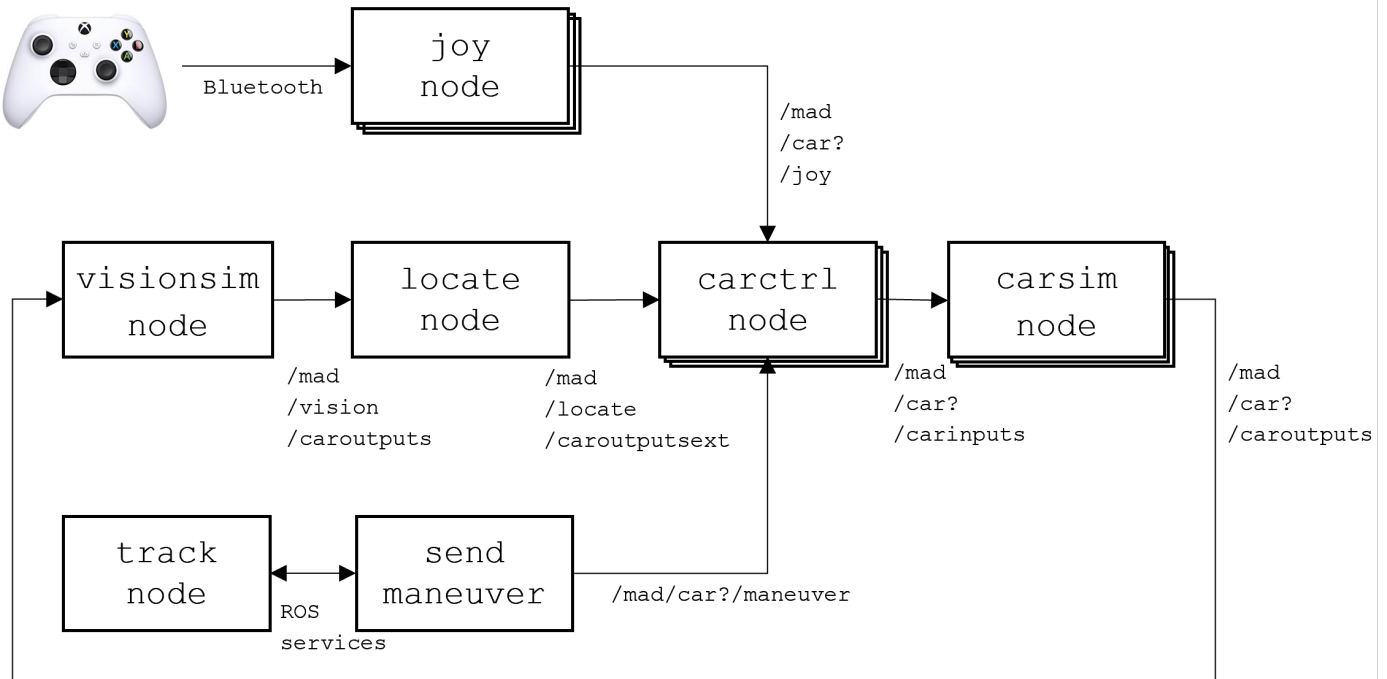 joy
node
Bluetooth
/mad
/car?
/joy
visionsim
node
locate
node
carctrl
node
carsim
node
/mad
/vision
/caroutputs
/mad
/locate
/caroutputsext
/mad
/car?
/carinputs
/mad
/car?
/caroutputs
track
node
send
maneuver
ROS
services
/mad/car?/maneuver